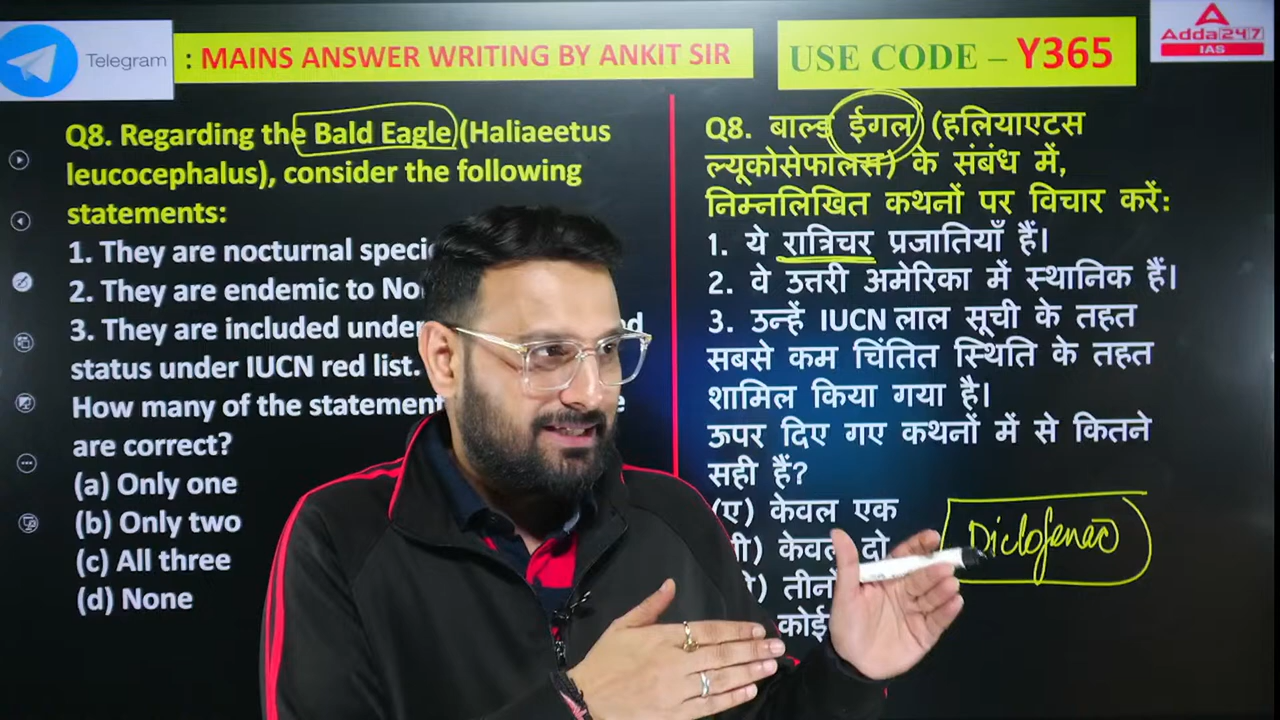 Telegram
: MAINS ANSWER WRITING BY ANKIT SIR
USE CODE – Y365
Adda247
IAS
Q8. Regarding the Bald Eagle (Haliaeetus
leucocephalus), consider the following
statements:
1. They are nocturnal speci
2. They are endemic to No
3. They are included under d
status under IUCN red list.
How many of the statement e
are correct?
(a) Only one
(b) Only two
(c) All three
(d) None
Q8. बाल्ड ईगल (हलियाएटस
ल्यूकोसेफालस) के संबंध में,
निम्नलिखित कथनों पर विचार करें:
1. ये रात्रिचर प्रजातियाँ हैं।
2. वे उत्तरी अमेरिका में स्थानिक हैं।
3. उन्हें IUCN लाल सूची के तहत
सबसे कम चिंतित स्थिति के तहत
शामिल किया गया है।
ऊपर दिए गए कथनों में से कितने
सही हैं?
(ए) केवल एक
) केवल दो
) तीनों
कोई
Diclofenac